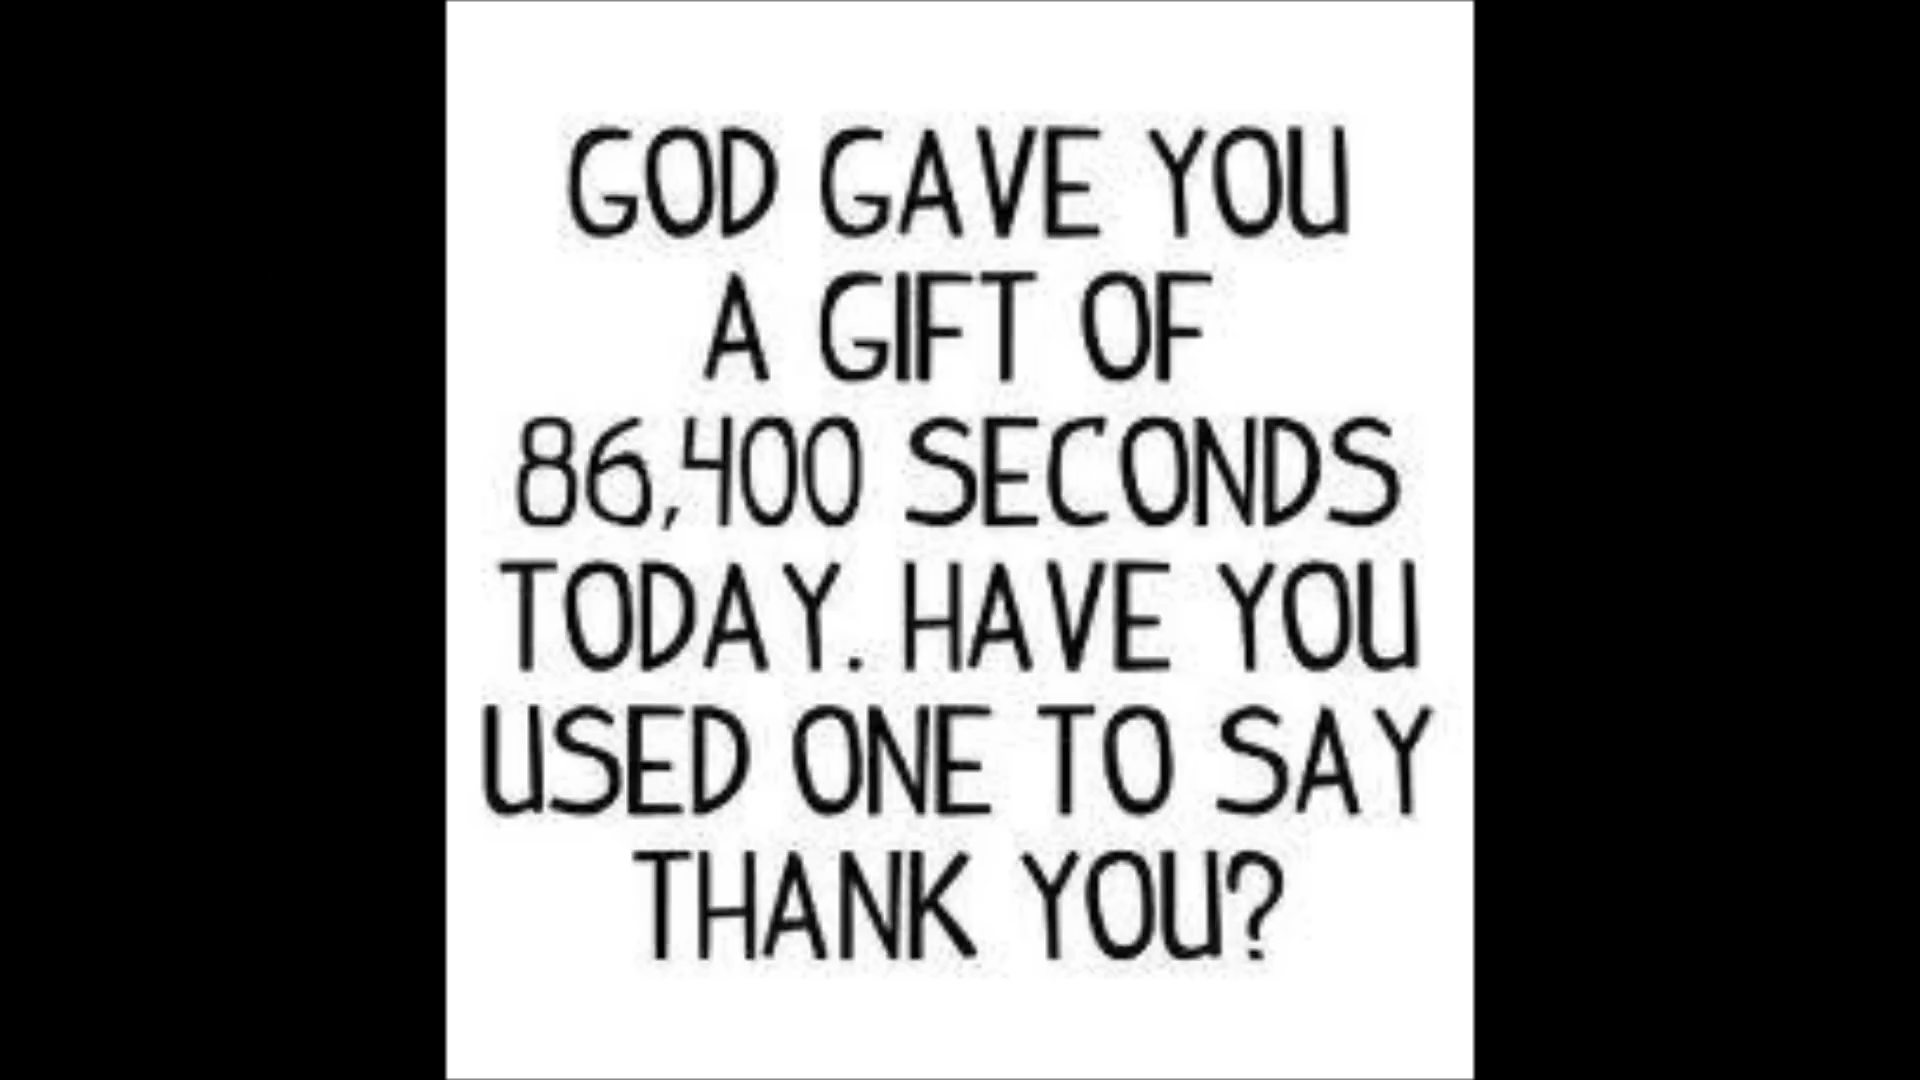 GOD GAVE YOU
A GIFT OF
86,400 SECONDS
TODAY. HAVE YOU
USED ONE TO SAY
THANK YOU?